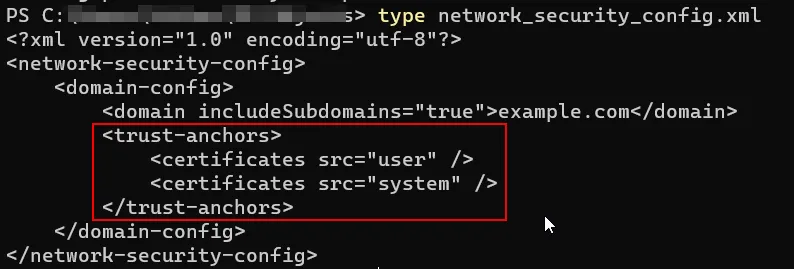 PS C:\ s> type network_security_config.xml
<?xml version="1.0" encoding="utf-8"?>
<network-security-config>
    <domain-config>
        <domain includeSubdomains="true">example.com</domain>
        <trust-anchors>
            <certificates src="user" />
            <certificates src="system" />
        </trust-anchors>
    </domain-config>
</network-security-config>